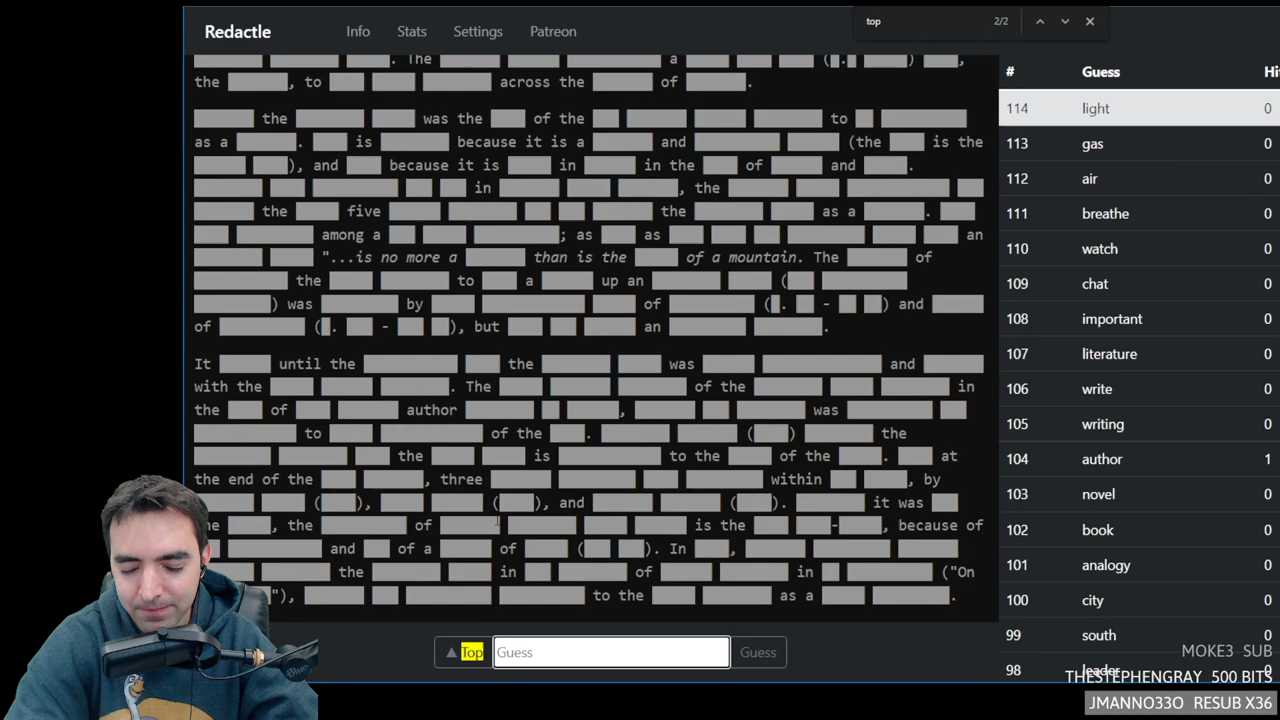 Redactle
Info
Stats
Settings
Patreon
top
2/2
. The a ( . ) ,
the , to across the of .
the was the of the to
as a . is because it is a and (the is the
), and because it is in in the of and .
in , the
the five the as a .
among a ; as as an
"...is no more a than is the of a mountain. The of
the to a up an (
) was by of ( . - ) and
of ( . - ), but an .
It until the the was and
with the . The of the in
the of author , was
to of the . ( ) the
the is to the of the . at
the end of the , three within , by
( ), ( ), and ( ). it was
the , the of is the - , because of
and of a of ( ). In ,
the in of in ("On
"), to the as a .
# Guess Hi
114 light 0
113 gas 0
112 air 0
111 breathe 0
110 watch 0
109 chat 0
108 important 0
107 literature 0
106 write 0
105 writing 0
104 author 1
103 novel 0
102 book 0
101 analogy 0
100 city 0
99 south 0
98 leader 0
▲ Top
Guess
Guess
MOKE3 SUB
THESTEPHENGRAY 500 BITS
JMANNO33O RESUB X36
Blue